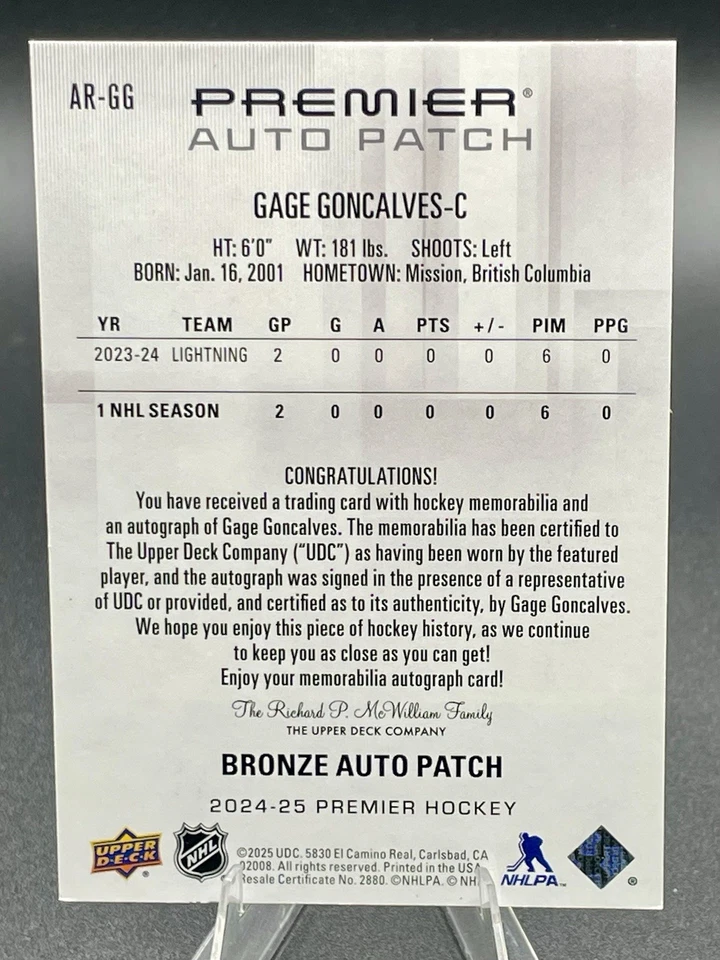 AR-GG
PREMIER®
AUTO PATCH
GAGE GONCALVES-C
HT: 6'0" WT: 181 lbs. SHOOTS: Left
BORN: Jan. 16, 2001 HOMETOWN: Mission, British Columbia
YR TEAM GP G A PTS +/- PIM PPG
2023-24 LIGHTNING 2 0 0 0 0 6 0
1 NHL SEASON 2 0 0 0 0 6 0
CONGRATULATIONS!
You have received a trading card with hockey memorabilia and
an autograph of Gage Goncalves. The memorabilia has been certified to
The Upper Deck Company ("UDC") as having been worn by the featured
player, and the autograph was signed in the presence of a representative
of UDC or provided, and certified as to its authenticity, by Gage Goncalves.
We hope you enjoy this piece of hockey history, as we continue
to keep you as close as you can get!
Enjoy your memorabilia autograph card!
The Richard P. McWilliam Family
THE UPPER DECK COMPANY
BRONZE AUTO PATCH
2024-25 PREMIER HOCKEY
UPPER DECK ®
NHL
©2025 UDC. 5830 El Camino Real, Carlsbad, CA
92008. All rights reserved. Printed in the USA
Resale Certificate No. 2880. ©NHLPA. © NH
NHLPA™
®